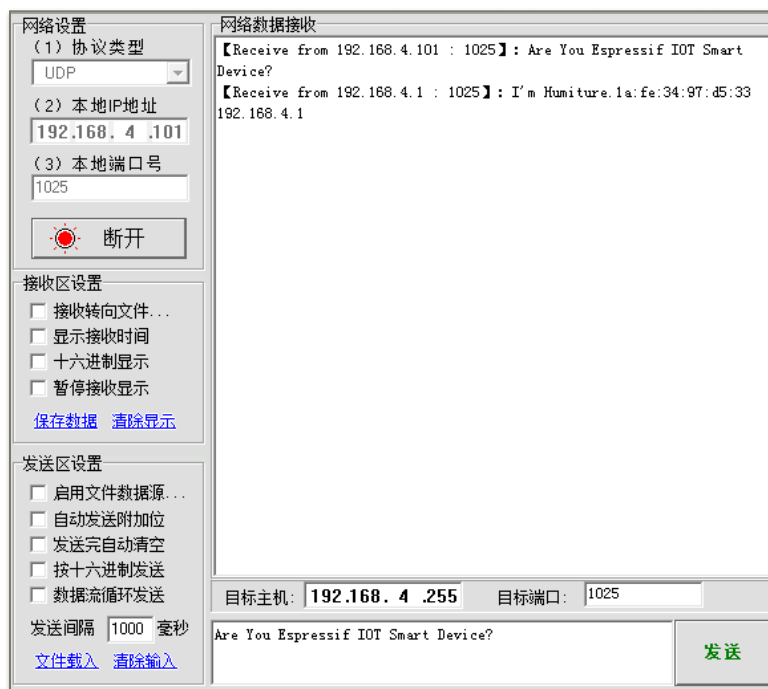 网络设置
（1）协议类型
UDP
（2）本地IP地址
192.168. 4 .101
（3）本地端口号
1025
断开
接收区设置
接收转向文件...
显示接收时间
十六进制显示
暂停接收显示
保存数据 清除显示
发送区设置
启用文件数据源...
自动发送附加位
发送完自动清空
按十六进制发送
数据流循环发送
发送间隔 1000 毫秒
文件载入 清除输入
网络数据接收
【Receive from 192.168.4.101 : 1025】: Are You Espressif IOT Smart
Device?
【Receive from 192.168.4.1 : 1025】: I'm Humiture.1a:fe:34:97:d5:33
192.168.4.1
目标主机: 192.168. 4 .255 目标端口: 1025
Are You Espressif IOT Smart Device?
发送